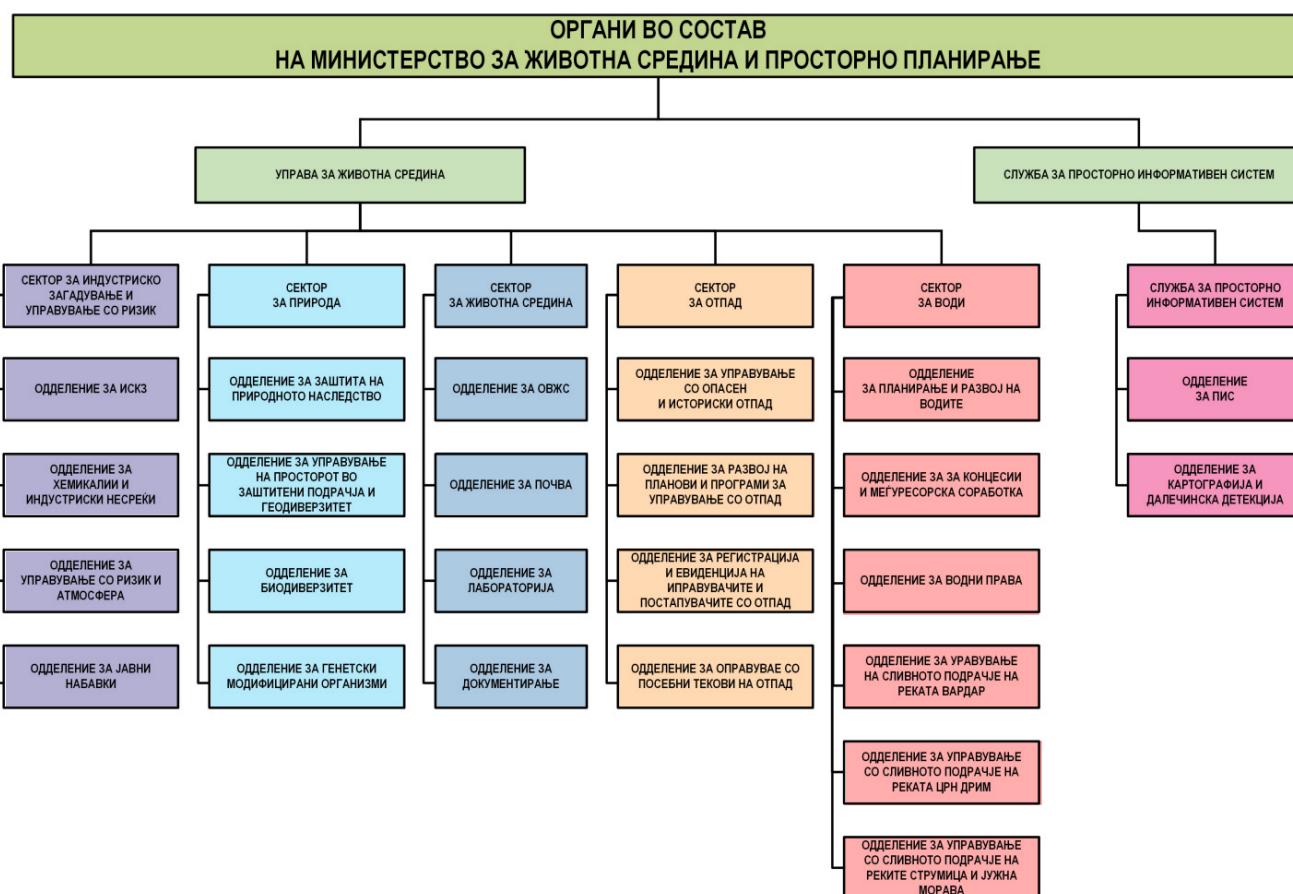 ОРГАНИ ВО СОСТАВ
НА МИНИСТЕРСТВО ЗА ЖИВОТНА СРЕДИНА И ПРОСТОРНО ПЛАНИРАЊЕ
УПРАВА ЗА ЖИВОТНА СРЕДИНА
СЛУЖБА ЗА ПРОСТОРНО ИНФОРМАТИВЕН СИСТЕМ
СЕКТОР ЗА ИНДУСТРИСКО
ЗАГАДУВАЊЕ И
УПРАВУВАЊЕ СО РИЗИК
ОДДЕЛЕНИЕ ЗА ИСКЗ
ОДДЕЛЕНИЕ ЗА
ХЕМИКАЛИИ И
ИНДУСТРИСКИ НЕСРЕЌИ
ОДДЕЛЕНИЕ ЗА
УПРАВУВАЊЕ СО РИЗИК И
АТМОСФЕРА
ОДДЕЛЕНИЕ ЗА ЈАВНИ
НАБАВКИ
СЕКТОР
ЗА ПРИРОДА
ОДДЕЛЕНИЕ ЗА ЗАШТИТА НА
ПРИРОДНОТО НАСЛЕДСТВО
ОДДЕЛЕНИЕ ЗА УПРАВУВАЊЕ
НА ПРОСТОРОТ ВО
ЗАШТИТЕНИ ПОДРАЧЈА И
ГЕОДИВЕРЗИТЕТ
ОДДЕЛЕНИЕ ЗА
БИОДИВЕРЗИТЕТ
ОДДЕЛЕНИЕ ЗА ГЕНЕТСКИ
МОДИФИЦИРАНИ ОРГАНИЗМИ
СЕКТОР
ЗА ЖИВОТНА СРЕДИНА
ОДДЕЛЕНИЕ ЗА ОВЖС
ОДДЕЛЕНИЕ ЗА ПОЧВА
ОДДЕЛЕНИЕ ЗА
ЛАБОРАТОРИЈА
ОДДЕЛЕНИЕ ЗА
ДОКУМЕНТИРАЊЕ
СЕКТОР
ЗА ОТПАД
ОДДЕЛЕНИЕ ЗА УПРАВУВАЊЕ
СО ОПАСЕН
И ИСТОРИСКИ ОТПАД
ОДДЕЛЕНИЕ ЗА РАЗВОЈ НА
ПЛАНОВИ И ПРОГРАМИ ЗА
УПРАВУВАЊЕ СО ОТПАД
ОДДЕЛЕНИЕ ЗА РЕГИСТРАЦИЈА
И ЕВИДЕНЦИЈА НА
ИПРАВУВАЧИТЕ И
ПОСТАПУВАЧИТЕ СО ОТПАД
ОДДЕЛЕНИЕ ЗА ОПРАВУВАЕ СО
ПОСЕБНИ ТЕКОВИ НА ОТПАД
СЕКТОР
ЗА ВОДИ
ОДДЕЛЕНИЕ
ЗА ПЛАНИРАЊЕ И РАЗВОЈ НА
ВОДИТЕ
ОДДЕЛЕНИЕ ЗА ЗА КОНЦЕСИИ
И МЕЃУРЕСОРСКА СОРАБОТКА
ОДДЕЛЕНИЕ ЗА ВОДНИ ПРАВА
ОДДЕЛЕНИЕ ЗА УРАВУВАЊЕ
НА СЛИВНОТО ПОДРАЧЈЕ НА
РЕКАТА ВАРДАР
ОДДЕЛЕНИЕ ЗА УПРАВУВАЊЕ
СО СЛИВНОТО ПОДРАЧЈЕ НА
РЕКАТА ЦРН ДРИМ
ОДДЕЛЕНИЕ ЗА УПРАВУВАЊЕ
СО СЛИВНОТО ПОДРАЧЈЕ НА
РЕКИТЕ СТРУМИЦА И ЈУЖНА
МОРАВА
СЛУЖБА ЗА ПРОСТОРНО
ИНФОРМАТИВЕН СИСТЕМ
ОДДЕЛЕНИЕ
ЗА ПИС
ОДДЕЛЕНИЕ ЗА
КАРТОГРАФИЈА И
ДАЛЕЧИНСКА ДЕТЕКЦИЈА